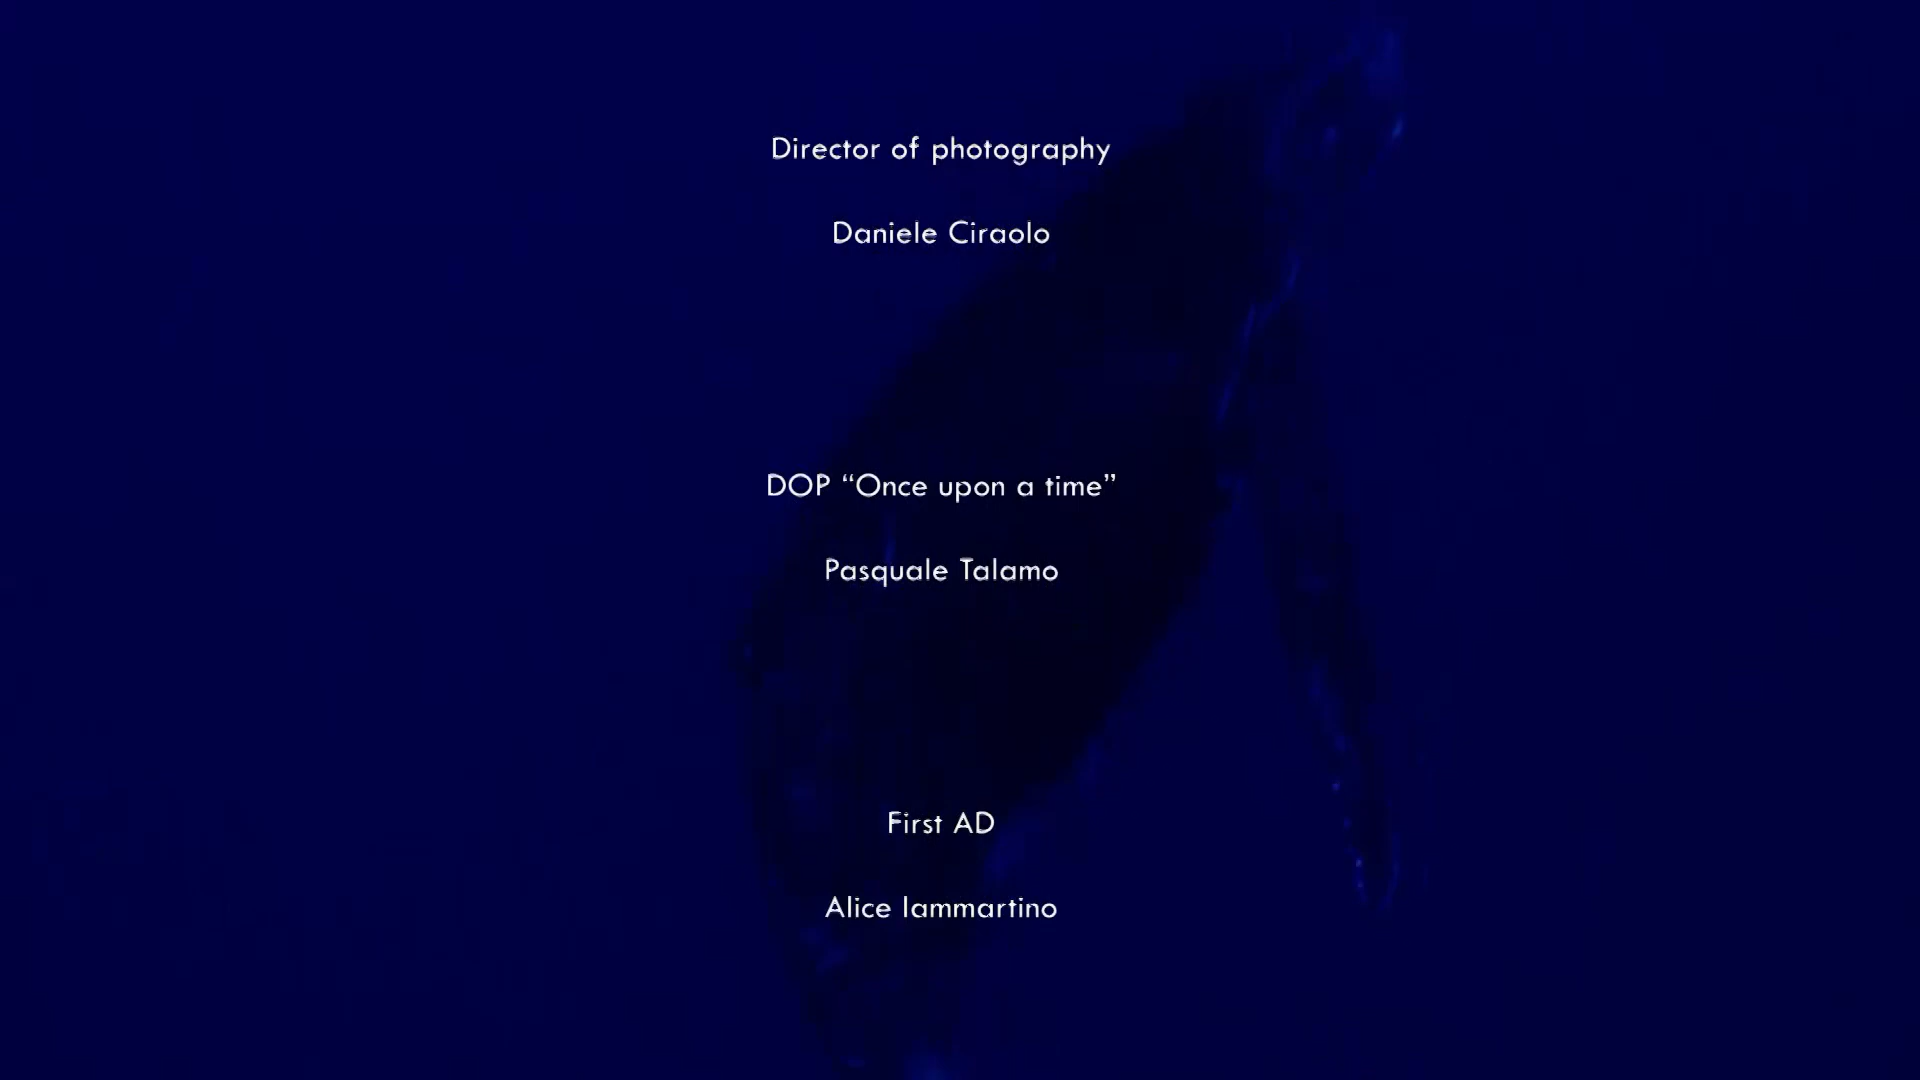 Director of photography
Daniele Ciraolo
DOP “Once upon a time”
Pasquale Talamo
First AD
Alice Iammartino